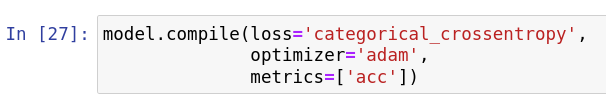 In [27]: model.compile(loss='categorical_crossentropy',
optimizer='adam',
metrics=['acc'])